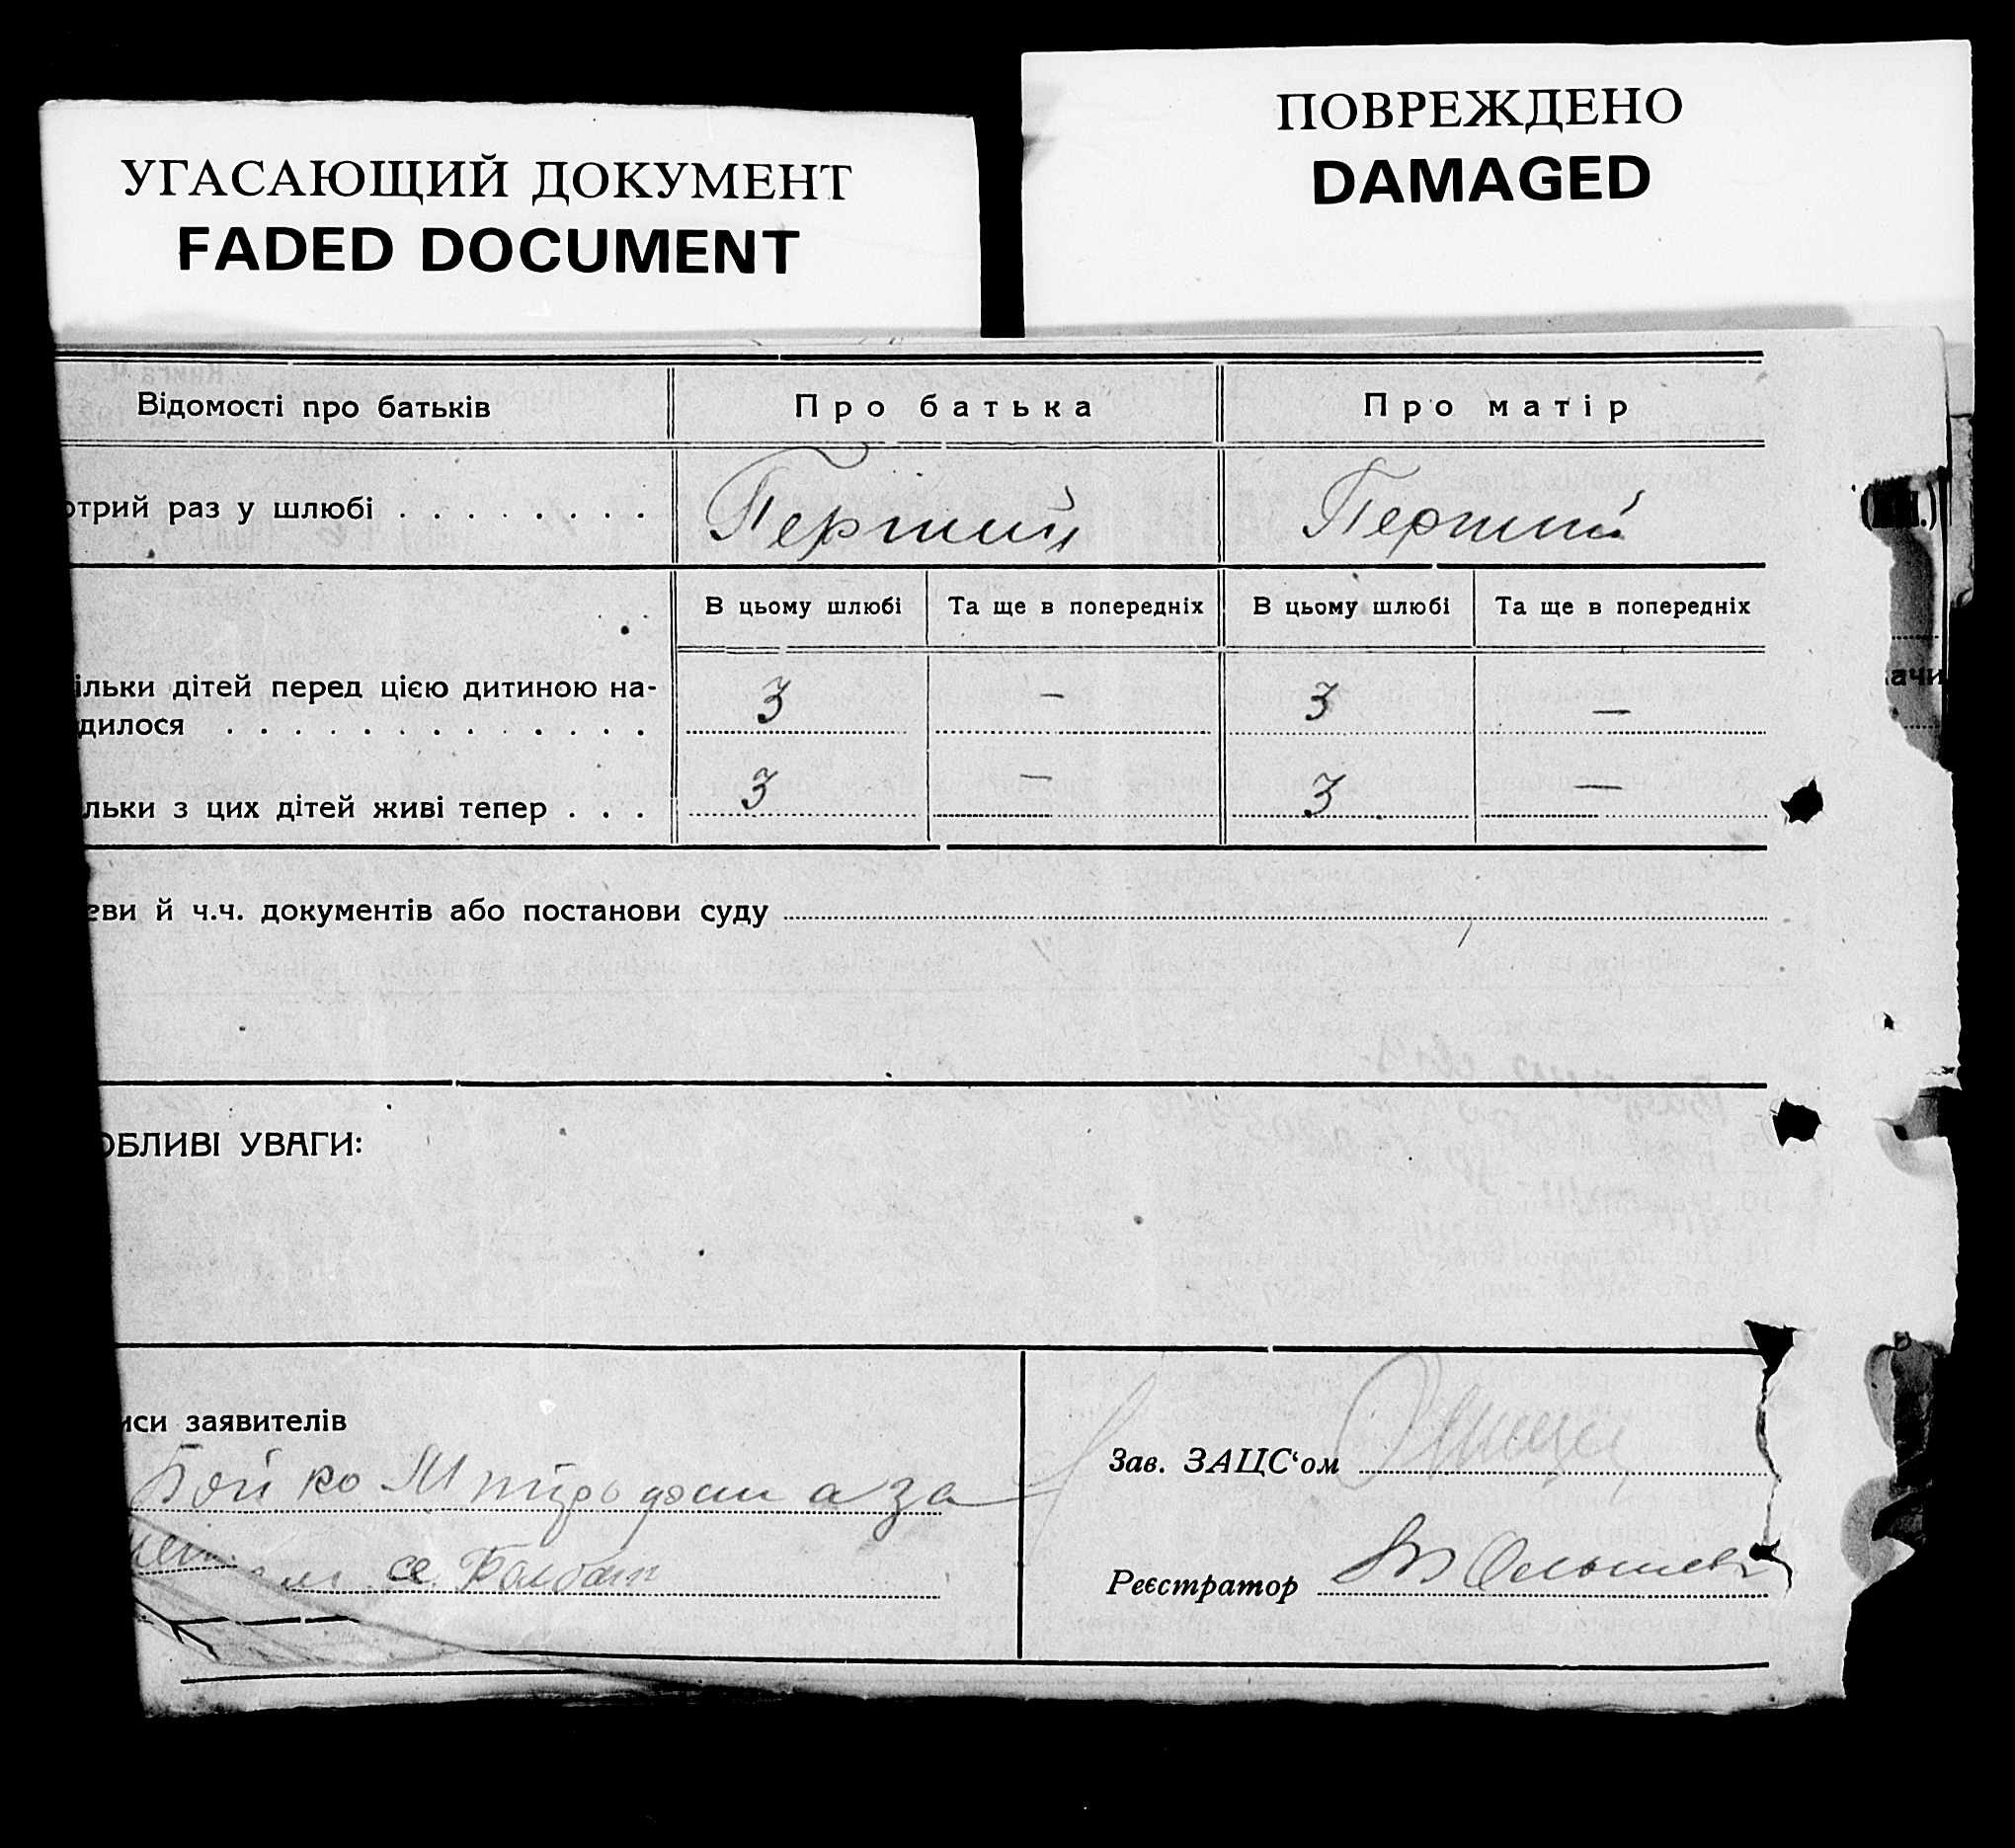 УГАСАЮЩИЙ ДОКУМЕНТ
FADED DOCUMENT
ПОВРЕЖДЕНО
DAMAGED
Відомості про батьків Про батька Про матір
отрий раз у шлюбі . . . . . . . . Перший Перший
В цьому шлюбі Та ще в попередніх В цьому шлюбі Та ще в попередніх
ільки дітей перед цією дитиною на-
дилося . . . . . . . . . . . . . . 3 — 3 —
льки з цих дітей живі тепер . . . 3 — 3 —
еви й ч.ч. документів або постанови суду
ОБЛИВІ УВАГИ:
иси заявителів
Бойко а за
Зав. ЗАЦС‘ом
се
Реєстратор